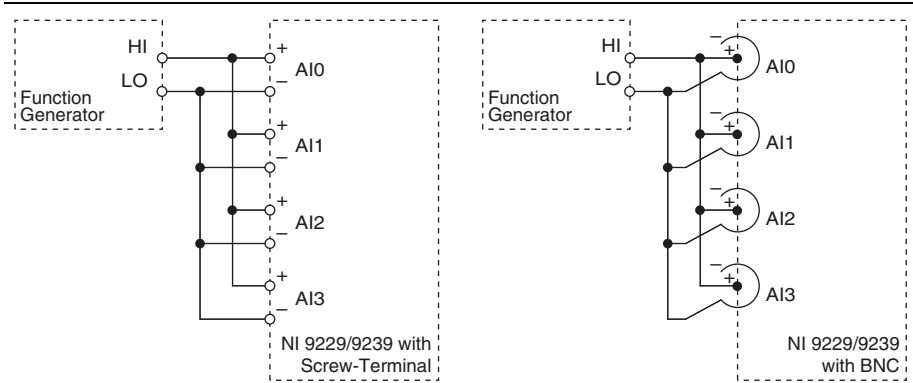 HI
LO
Function
Generator
+
AI0
–
+
AI1
–
+
AI2
–
+
AI3
–
NI 9229/9239 with
Screw-Terminal
HI
LO
Function
Generator
–
+
AI0
–
+
AI1
–
+
AI2
–
+
AI3
NI 9229/9239
with BNC